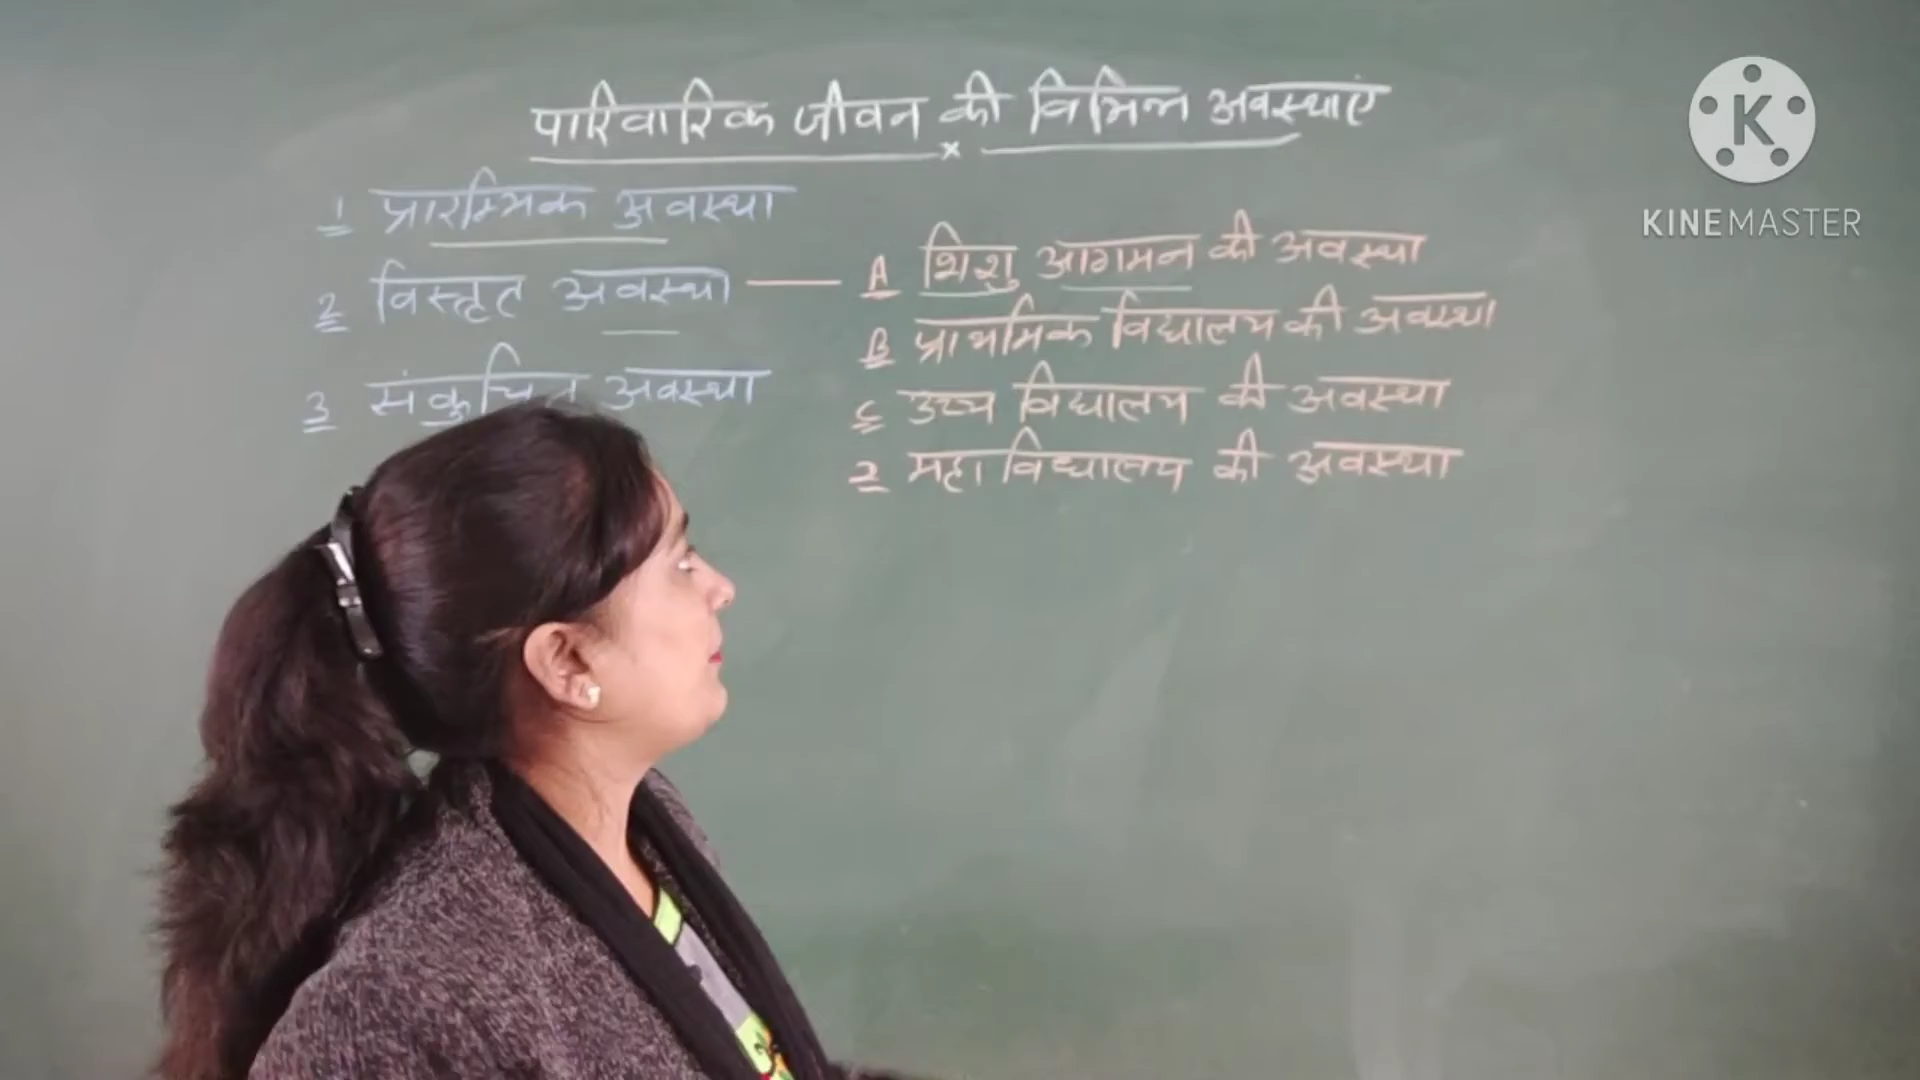 पारिवारिक जीवन की विभिन्न अवस्थाएं
1 प्रारम्भिक अवस्था
2 विस्तृत अवस्था
3 संकुचित अवस्था
A शिशु आगमन की अवस्था
B प्राथमिक विद्यालय की अवस्था
C उच्च विद्यालय की अवस्था
D महाविद्यालय की अवस्था
K
KINEMASTER